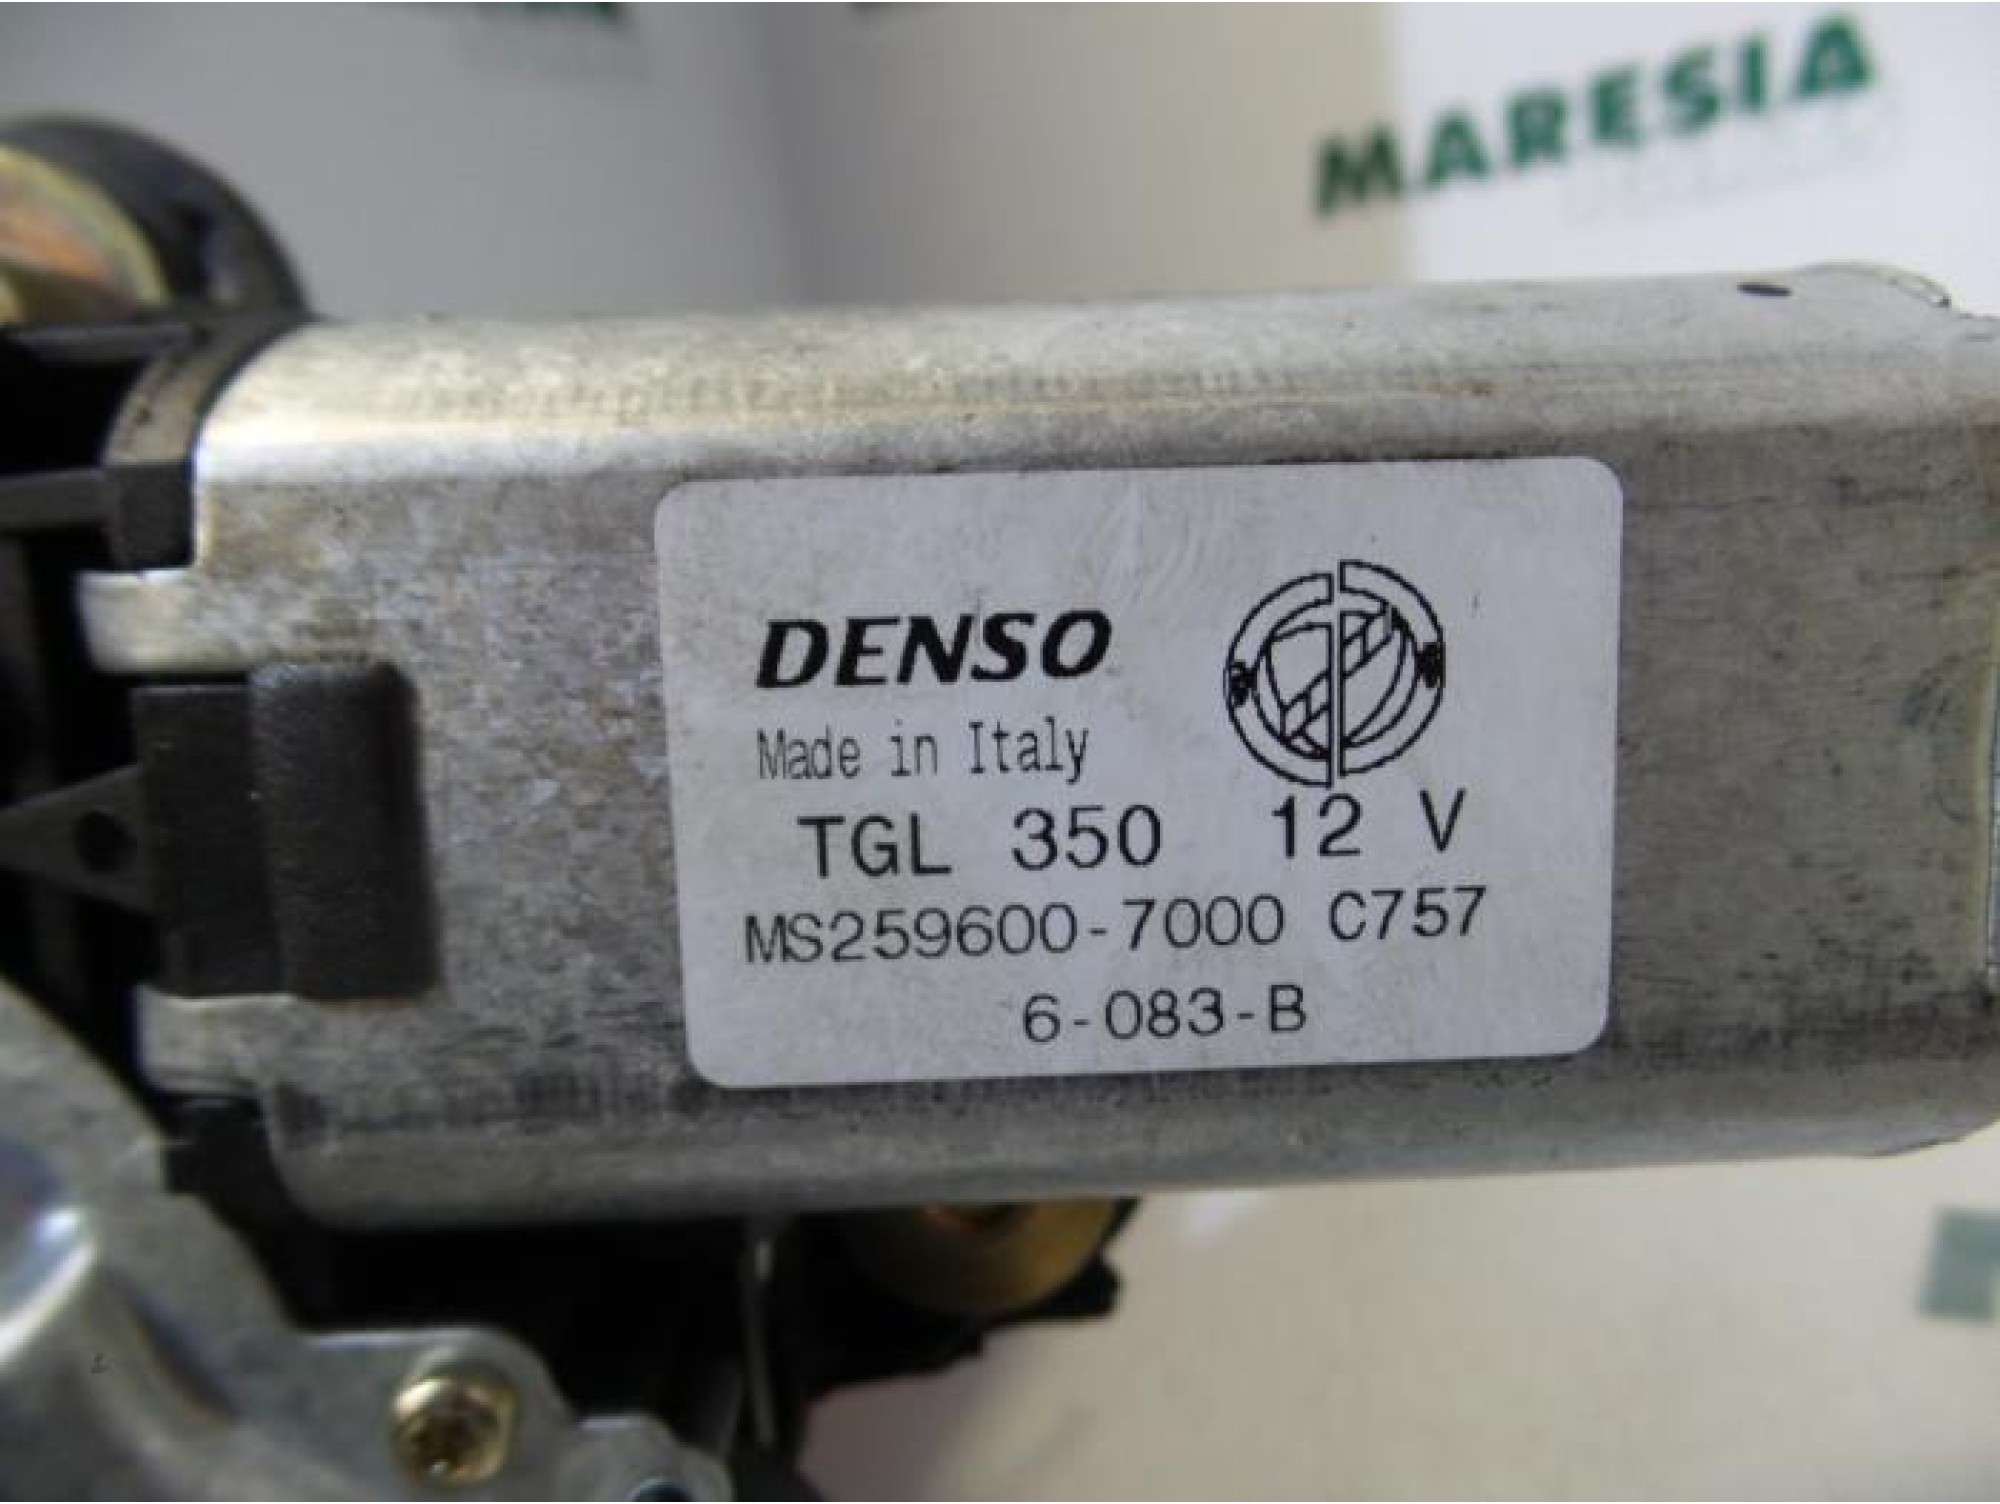 MARESIA
DENSO
Made in Italy
TGL 350 12 V
MS259600-7000 C757
6-083-B